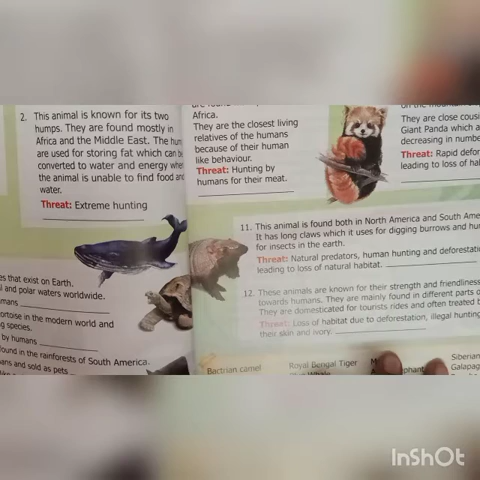 2. This animal is known for its two
humps. They are found mostly in
Africa and the Middle East. The hum
are used for storing fat which can be
converted to water and energy when
the animal is unable to find food and
water.
Threat: Extreme hunting
es that exist on Earth.
l and polar waters worldwide.
mans
ortoise in the modern world and
g species.
by humans
ound in the rainforests of South America.
ans and sold as pets
Africa.
They are the closest living
relatives of the humans
because of their human
like behaviour.
Threat: Hunting by
humans for their meat.
They are close cousi
Giant Panda which a
decreasing in numbe
Threat: Rapid defor
leading to loss of ha
11. This animal is found both in North America and South Ame
It has long claws which it uses for digging burrows and hu
for insects in the earth.
Threat: Natural predators, human hunting and deforestati
leading to loss of natural habitat.
12. These animals are known for their strength and friendliness
towards humans. They are mainly found in different parts o
They are domesticated for tourists rides and often treated b
Threat: Loss of habitat due to deforestation, illegal hunting
their skin and ivory.
Bactrian camel
Royal Bengal Tiger
Siberian
Whale
phant
Galapag
InShOt